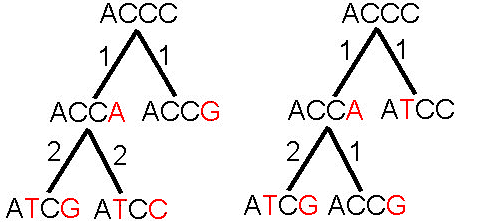 ACCC ACCC
1 1 1 1
ACCA ACCG ACCA ATCC
2 2 2 1
ATCG ATCC ATCG ACCG